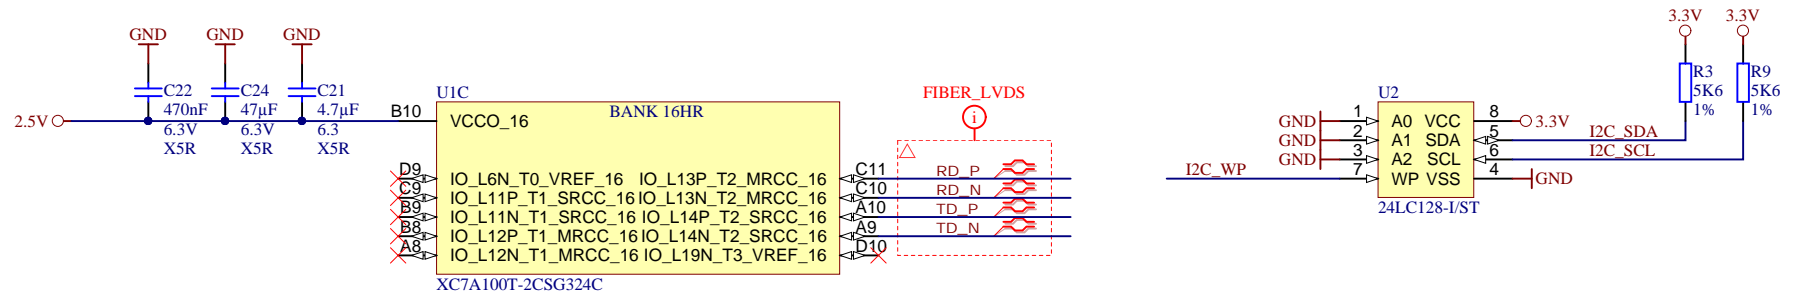 GND GND GND
C22 C24 C21
470nF 47µF 4.7µF
6.3V 6.3V 6.3
X5R X5R X5R
2.5V
B10
U1C
BANK 16HR
VCCO_16
D9 IO_L6N_T0_VREF_16 IO_L13P_T2_MRCC_16 C11
C9 IO_L11P_T1_SRCC_16 IO_L13N_T2_MRCC_16 C10
B9 IO_L11N_T1_SRCC_16 IO_L14P_T2_SRCC_16 A10
B8 IO_L12P_T1_MRCC_16 IO_L14N_T2_SRCC_16 A9
A8 IO_L12N_T1_MRCC_16 IO_L19N_T3_VREF_16 D10
XC7A100T-2CSG324C
FIBER_LVDS
i
RD_P
RD_N
TD_P
TD_N
3.3V 3.3V
R3 R9
5K6 5K6
1% 1%
U2
GND 1 A0 VCC 8 3.3V
GND 2 A1 SDA 5 I2C_SDA
GND 3 A2 SCL 6 I2C_SCL
I2C_WP 7 WP VSS 4 GND
24LC128-I/ST